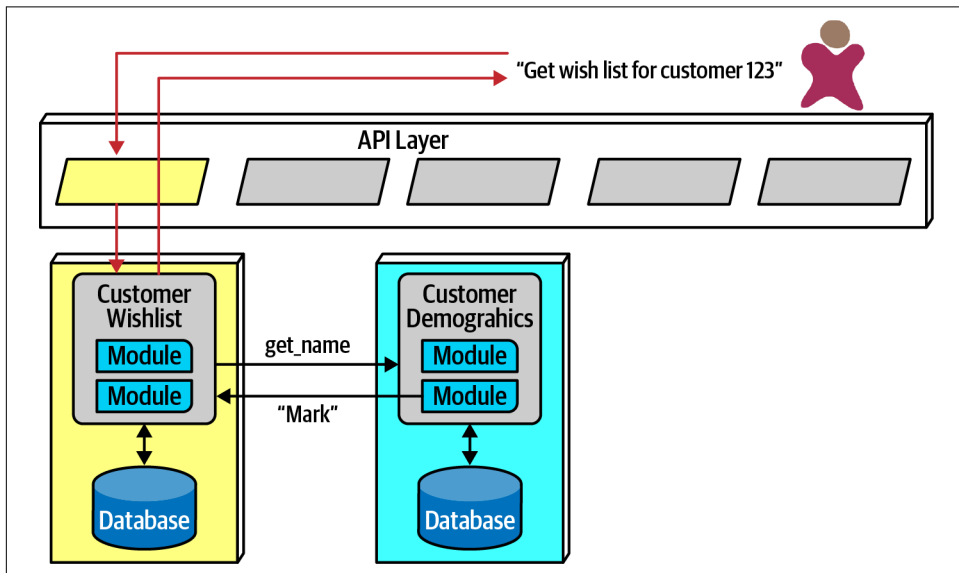 “Get wish list for customer 123”
API Layer
Customer
Wishlist
Module
Module
Database
get_name
“Mark”
Customer
Demograhics
Module
Module
Database